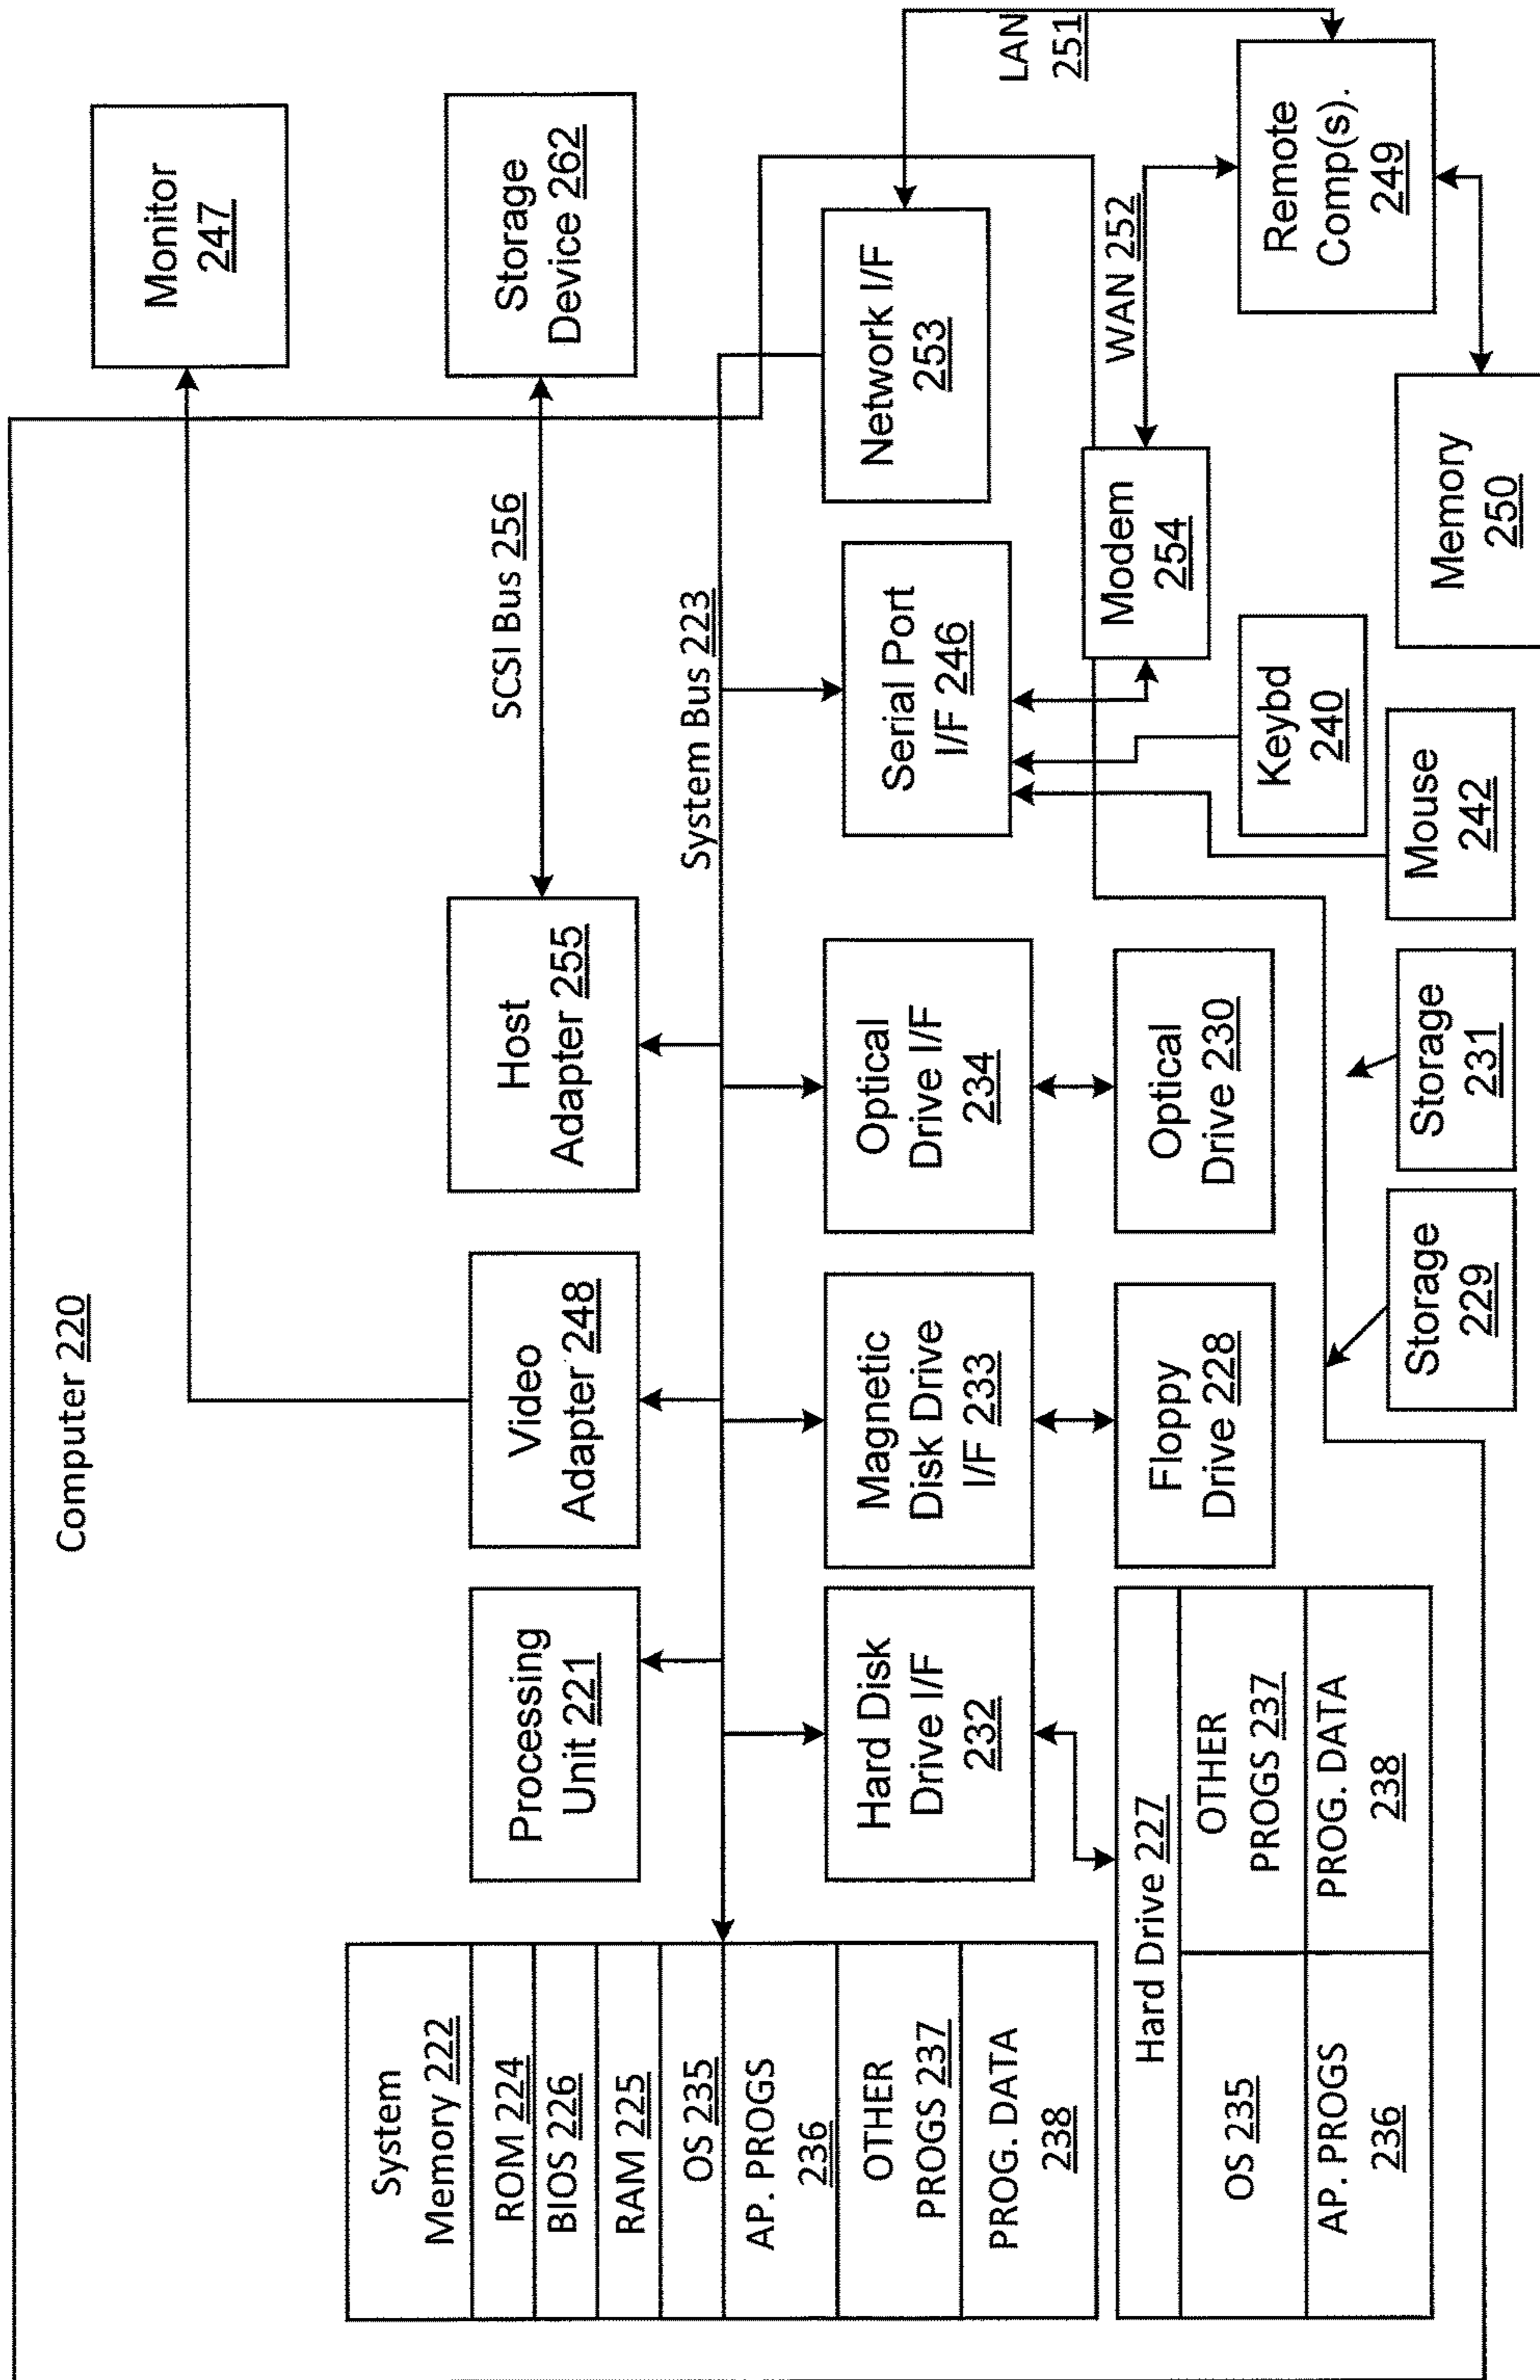 Computer 220
Monitor
247
System
Memory 222
ROM 224
BIOS 226
RAM 225
OS 235
AP. PROGS
236
OTHER
PROGS 237
PROG. DATA
238
Processing
Unit 221
Video
Adapter 248
Host
Adapter 255
SCSI Bus 256
Storage
Device 262
System Bus 223
Hard Disk
Drive I/F
232
Magnetic
Disk Drive
I/F 233
Optical
Drive I/F
234
Serial Port
I/F 246
Network I/F
253
LAN
251
Hard Drive 227
OS 235
OTHER
PROGS 237
AP. PROGS
236
PROG. DATA
238
Floppy
Drive 228
Optical
Drive 230
Modem
254
WAN 252
Remote
Comp(s).
249
Keybd
240
Storage
229
Storage
231
Mouse
242
Memory
250